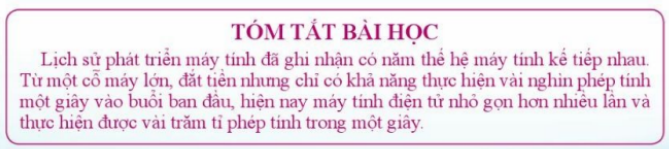 TÓM TẮT BÀI HỌC
Lịch sử phát triển máy tính đã ghi nhận có năm thế hệ máy tính kế tiếp nhau.
Từ một cỗ máy lớn, đắt tiền nhưng chỉ có khả năng thực hiện vài nghìn phép tính
một giây vào buổi ban đầu, hiện nay máy tính điện tử nhỏ gọn hơn nhiều lần và
thực hiện được vài trăm tỉ phép tính trong một giây.